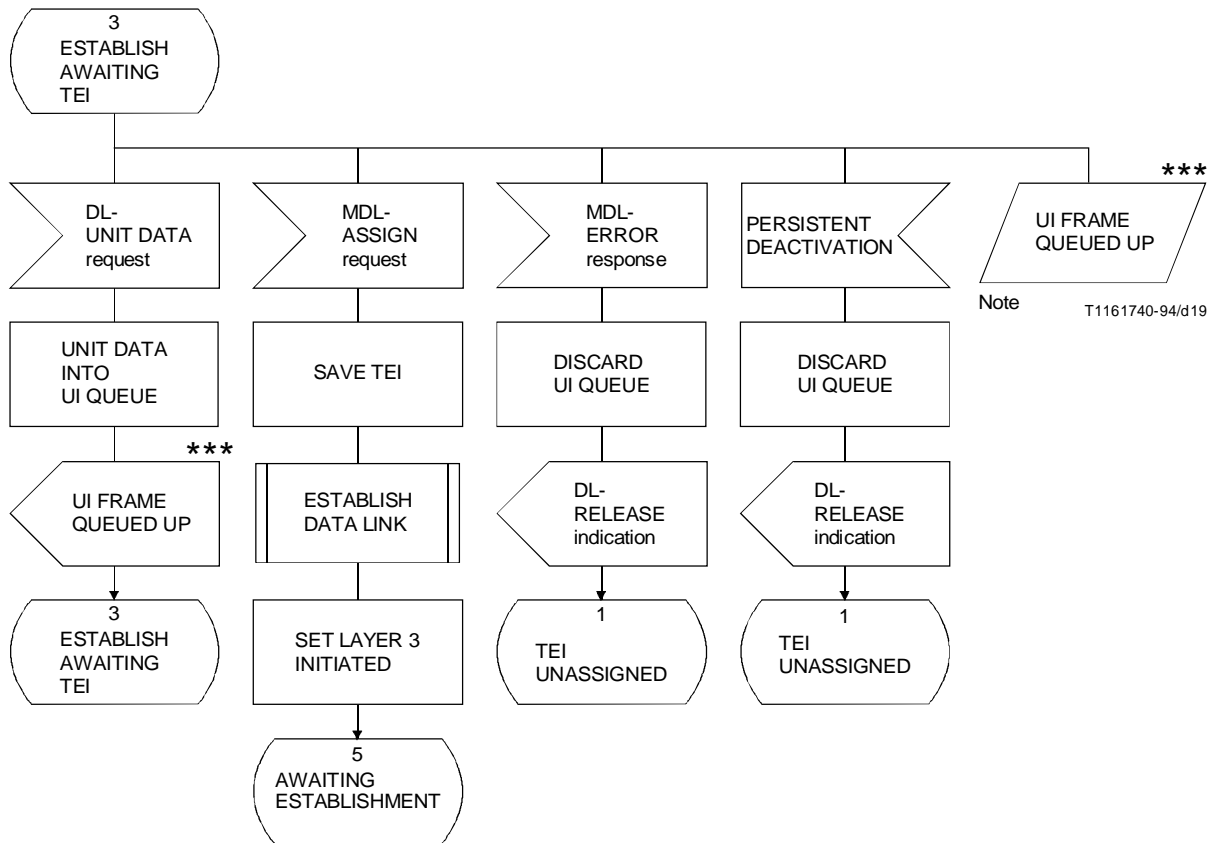 3
ESTABLISH
AWAITING
TEI
DL-
UNIT DATA
request
MDL-
ASSIGN
request
MDL-
ERROR
response
PERSISTENT
DEACTIVATION
***
UI FRAME
QUEUED UP
Note
T1161740-94/d19
UNIT DATA
INTO
UI QUEUE
SAVE TEI
DISCARD
UI QUEUE
DISCARD
UI QUEUE
***
UI FRAME
QUEUED UP
ESTABLISH
DATA LINK
DL-
RELEASE
indication
DL-
RELEASE
indication
3
ESTABLISH
AWAITING
TEI
SET LAYER 3
INITIATED
1
TEI
UNASSIGNED
1
TEI
UNASSIGNED
5
AWAITING
ESTABLISHMENT